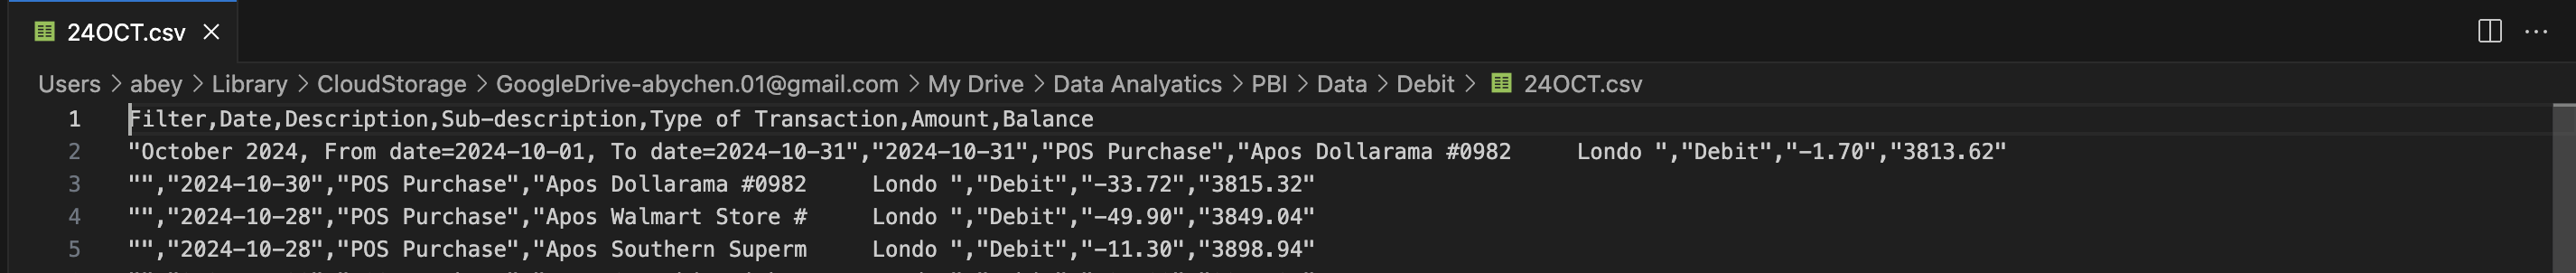 24OCT.csv
Users > abey > Library > CloudStorage > GoogleDrive-abychen.01@gmail.com > My Drive > Data Analyatics > PBI > Data > Debit > 24OCT.csv
1 Filter,Date,Description,Sub-description,Type of Transaction,Amount,Balance
2 "October 2024, From date=2024-10-01, To date=2024-10-31","2024-10-31","POS Purchase","Apos Dollarama #0982     Londo ","Debit","-1.70","3813.62"
3 "","2024-10-30","POS Purchase","Apos Dollarama #0982     Londo ","Debit","-33.72","3815.32"
4 "","2024-10-28","POS Purchase","Apos Walmart Store #     Londo ","Debit","-49.90","3849.04"
5 "","2024-10-28","POS Purchase","Apos Southern Superm     Londo ","Debit","-11.30","3898.94"